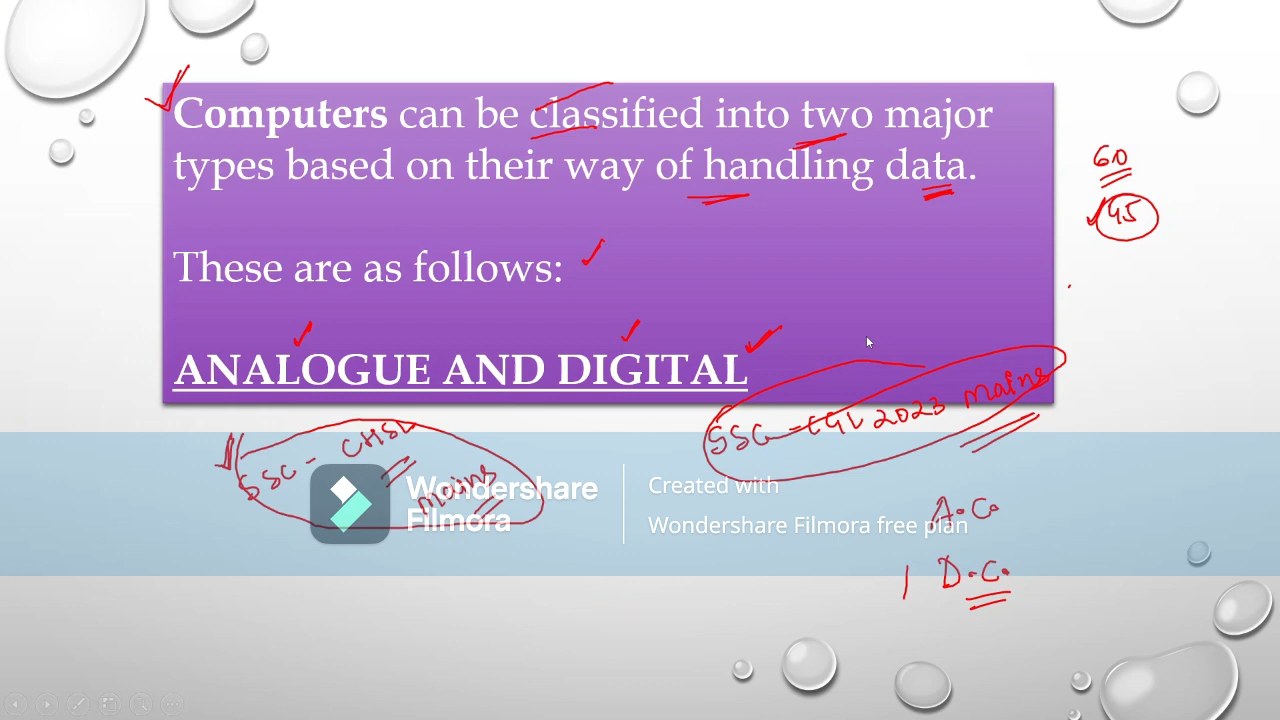 Computers can be classified into two major
types based on their way of handling data.
These are as follows:
ANALOGUE AND DIGITAL
60
45
SSC - CGL 2023 mains
SSC - CHSL
mains
Wondershare
Filmora
Created with
Wondershare Filmora free plan
A.C.
D.C.